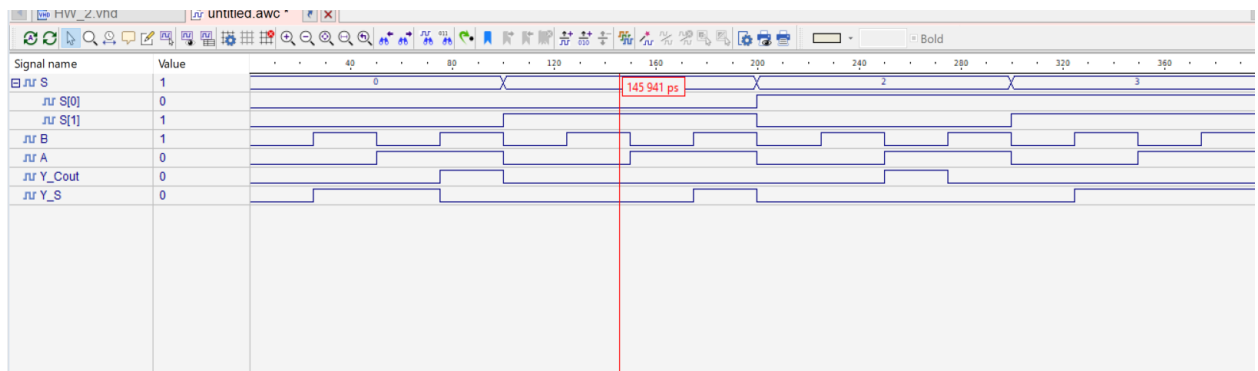 HW_2.vhd untitled.awc *
Bold
Signal name Value 40 80 120 160 200 240 280 320 360
S 1 0 2 3
145 941 ps
S[0] 0
S[1] 1
B 1
A 0
Y_Cout 0
Y_S 0